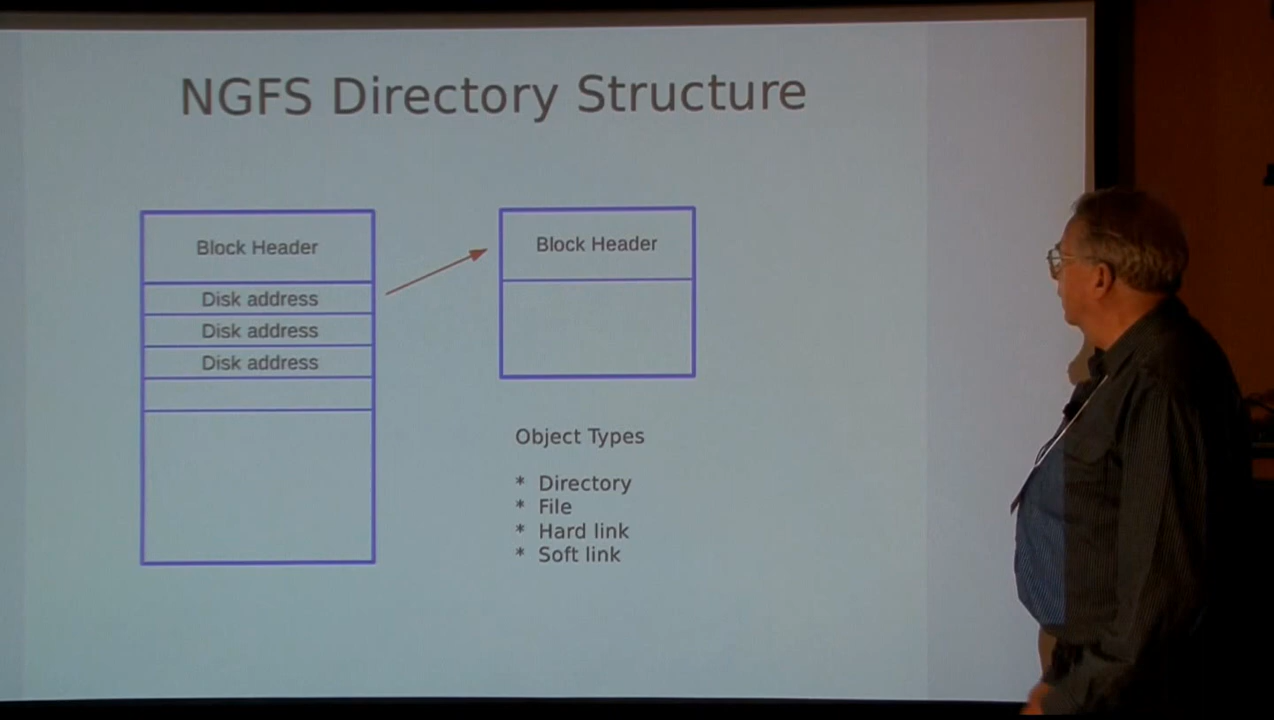 NGFS Directory Structure
Block Header
Disk address
Disk address
Disk address
Block Header
Object Types
* Directory
* File
* Hard link
* Soft link